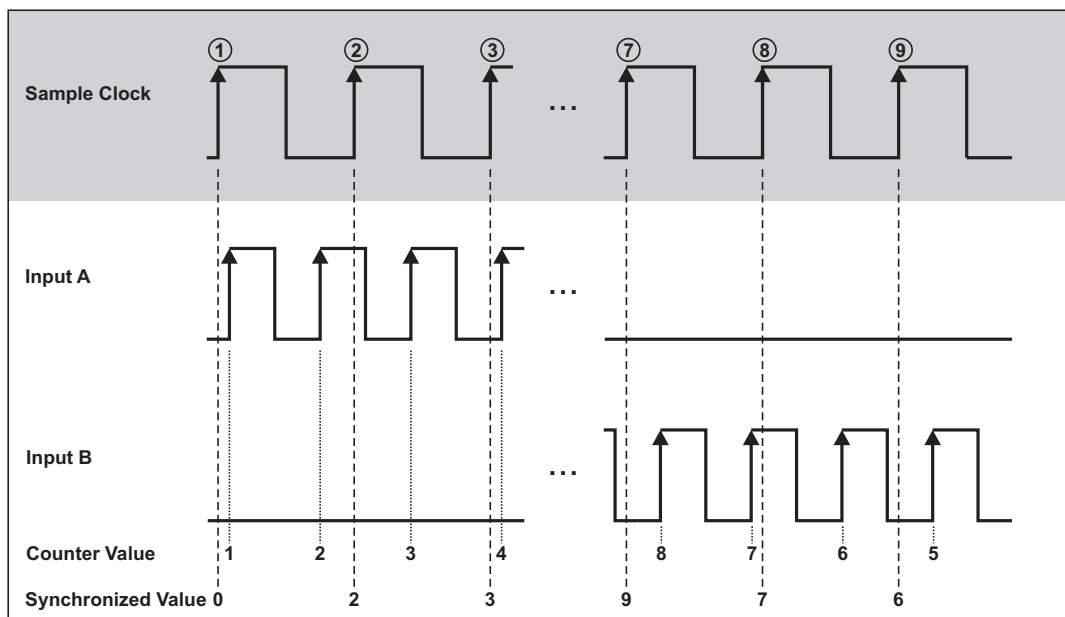 ① ② ③ ⑦ ⑧ ⑨
Sample Clock
...
Input A
...
Input B
...
Counter Value 1 2 3 4 8 7 6 5
Synchronized Value 0 2 3 9 7 6